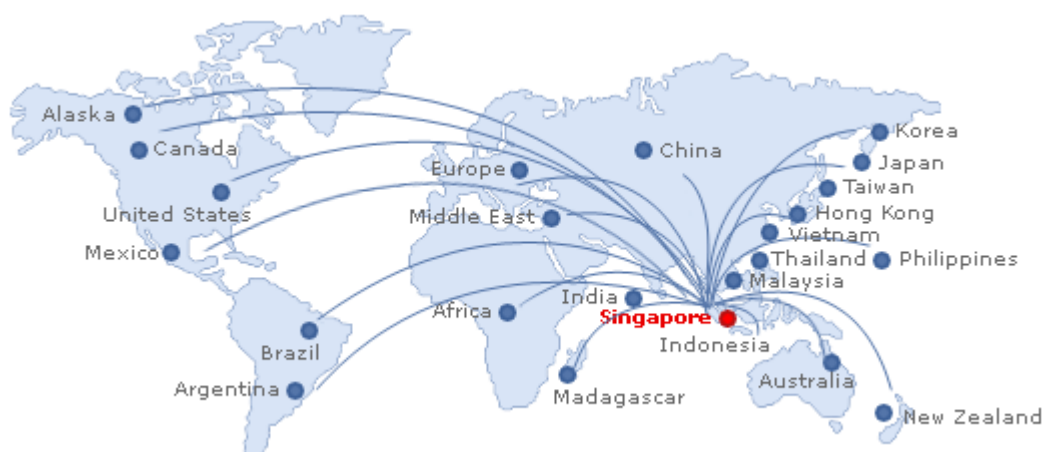 Alaska
Korea
Canada
China
Japan
Europe
Taiwan
United States
Middle East
Hong Kong
Vietnam
Mexico
Thailand
Philippines
Malaysia
India
Africa
Singapore
Brazil
Indonesia
Argentina
Australia
Madagascar
New Zealand